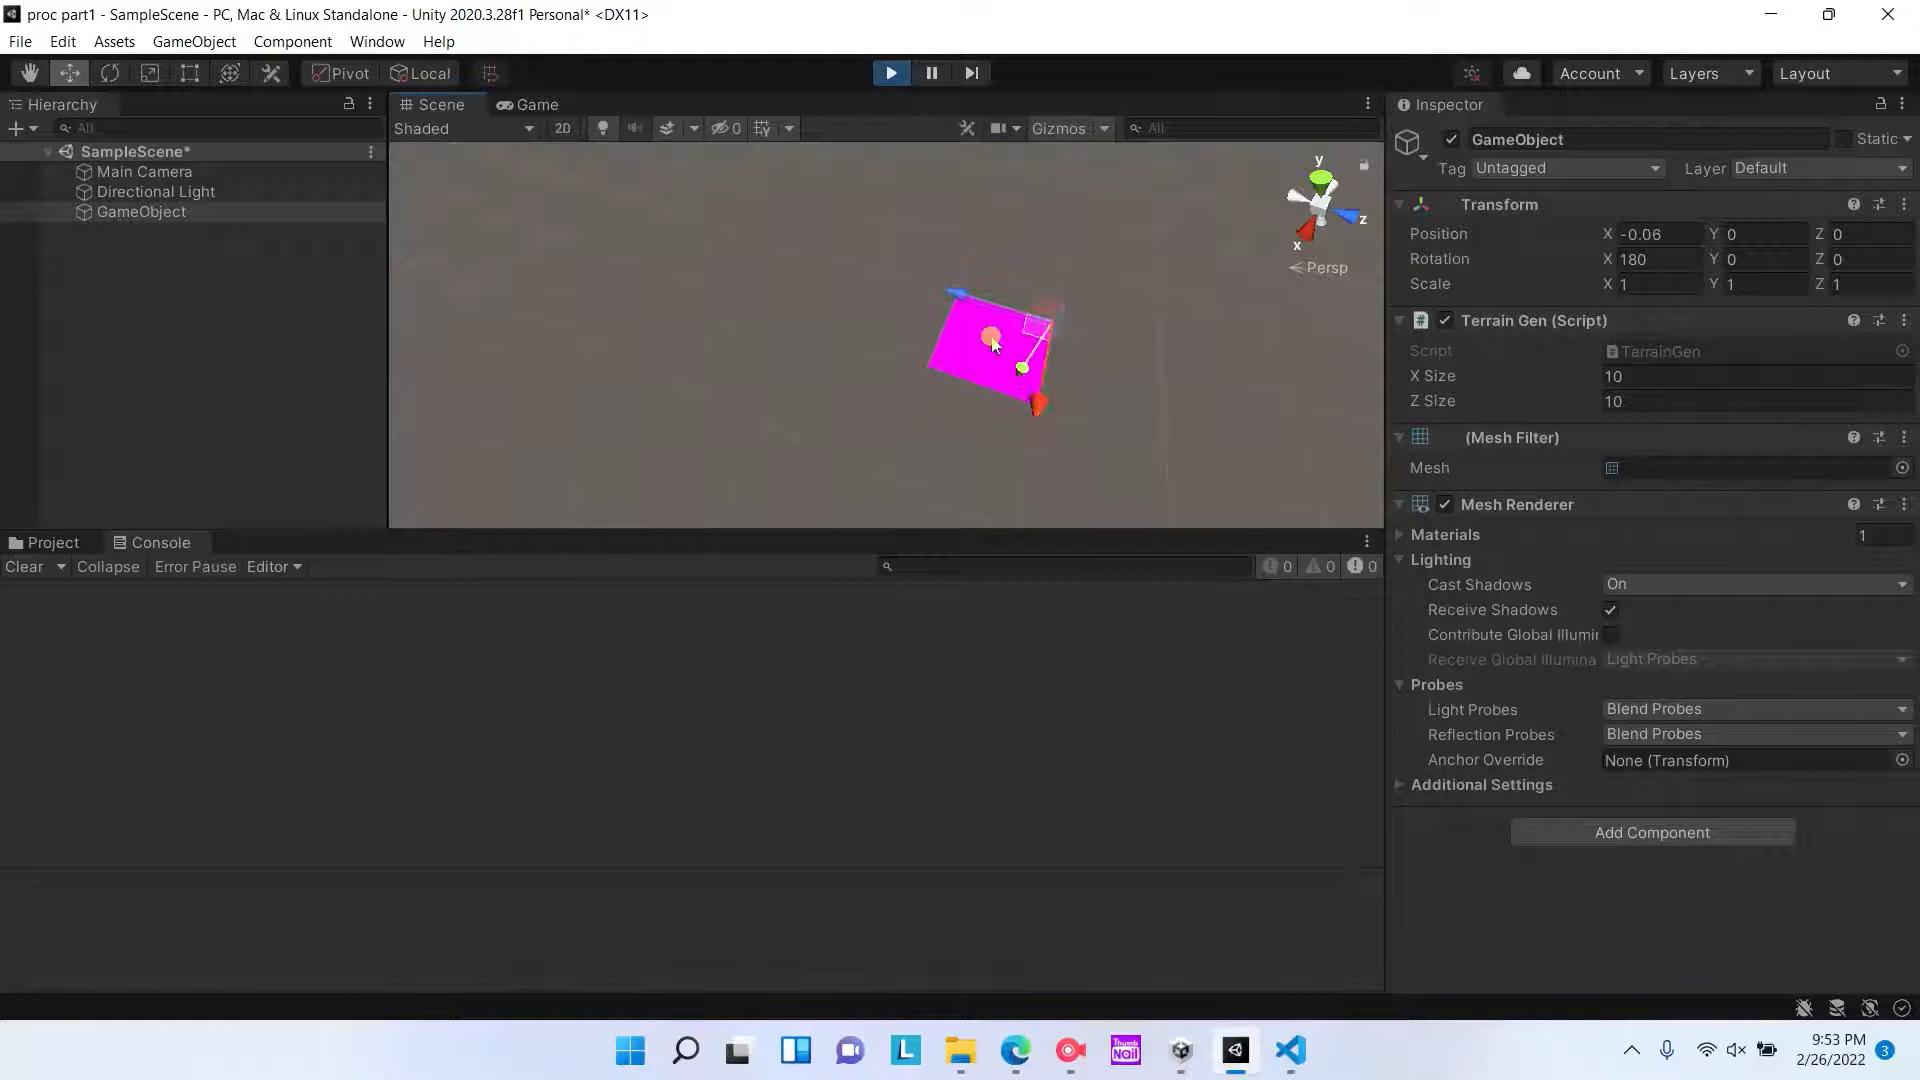 proc part1 - SampleScene - PC, Mac & Linux Standalone - Unity 2020.3.28f1 Personal* <DX11>
File Edit Assets GameObject Component Window Help
Pivot Local Account Layers Layout
Hierarchy
All
SampleScene*
Main Camera
Directional Light
GameObject
Scene Game
Shaded 2D 0 Gizmos All
y
z
x
Persp
Inspector
GameObject Static
Tag Untagged Layer Default
Transform
Position X -0.06 Y 0 Z 0
Rotation X 180 Y 0 Z 0
Scale X 1 Y 1 Z 1
Terrain Gen (Script)
Script TerrainGen
X Size 10
Z Size 10
(Mesh Filter)
Mesh
Mesh Renderer
Materials 1
Lighting
Cast Shadows On
Receive Shadows
Contribute Global Illumin
Receive Global Illumina Light Probes
Probes
Light Probes Blend Probes
Reflection Probes Blend Probes
Anchor Override None (Transform)
Additional Settings
Add Component
Project Console
Clear Collapse Error Pause Editor 0 0 0
Thumb
Nail
9:53 PM
2/26/2022
3